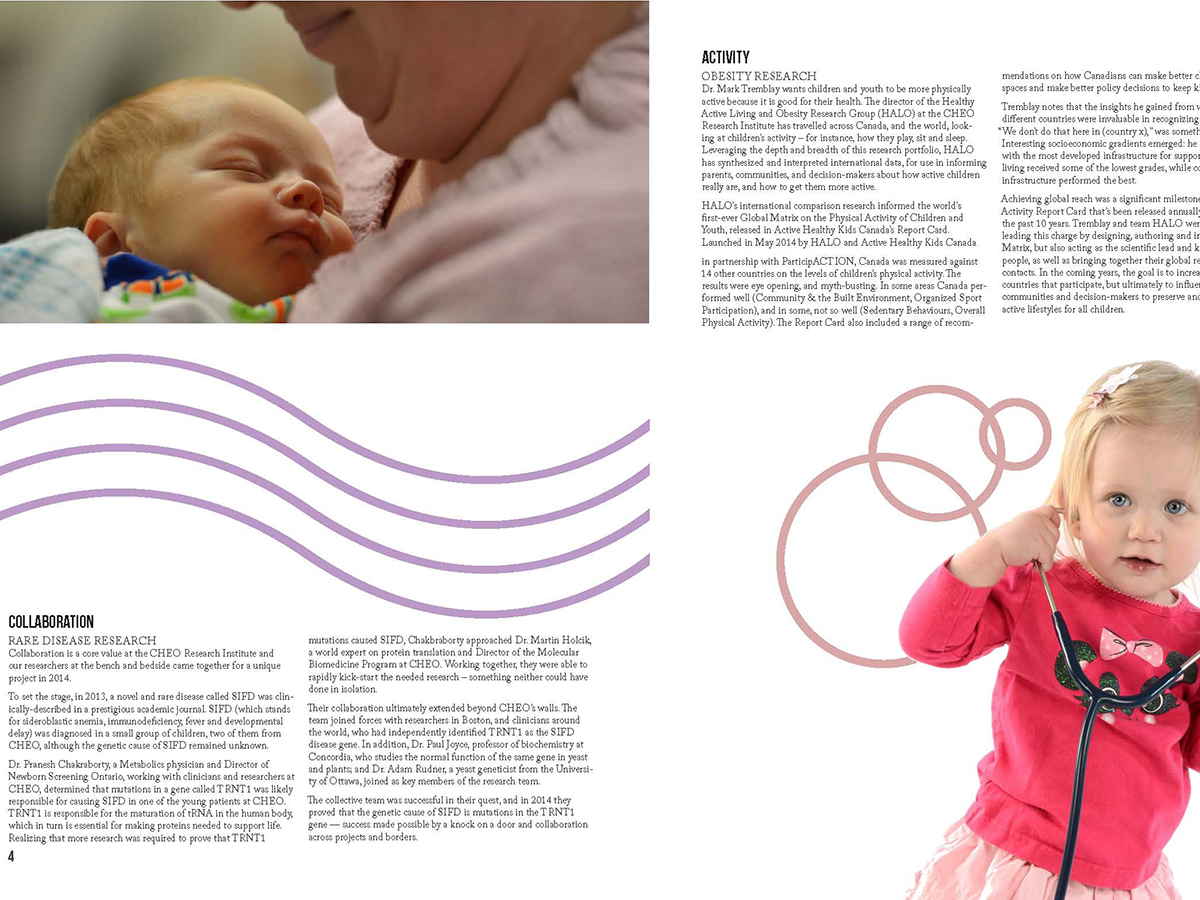 COLLABORATION
RARE DISEASE RESEARCH
Collaboration is a core value at the CHEO Research Institute and
our researchers at the bench and bedside came together for a unique
project in 2014.
To set the stage, in 2013, a novel and rare disease called SIFD was clin-
ically-described in a prestigious academic journal. SIFD (which stands
for sideroblastic anemia, immunodeficiency, fever and developmental
delay) was diagnosed in a small group of children, two of them from
CHEO, although the genetic cause of SIFD remained unknown.
Dr. Pranesh Chakraborty, a Metabolics physician and Director of
Newborn Screening Ontario, working with clinicians and researchers at
CHEO, determined that mutations in a gene called TRNT1 was likely
responsible for causing SIFD in one of the young patients at CHEO.
TRNT1 is responsible for the maturation of tRNA in the human body,
which in turn is essential for making proteins needed to support life.
Realizing that more research was required to prove that TRNT1
mutations caused SIFD, Chakbraborty approached Dr. Martin Holcik,
a world expert on protein translation and Director of the Molecular
Biomedicine Program at CHEO. Working together, they were able to
rapidly kick-start the needed research – something neither could have
done in isolation.
Their collaboration ultimately extended beyond CHEO's walls. The
team joined forces with researchers in Boston, and clinicians around
the world, who had independently identified TRNT1 as the SIFD
disease gene. In addition, Dr. Paul Joyce, professor of biochemistry at
Concordia, who studies the normal function of the same gene in yeast
and plants; and Dr. Adam Rudner, a yeast geneticist from the Universi-
ty of Ottawa, joined as key members of the research team.
The collective team was successful in their quest, and in 2014 they
proved that the genetic cause of SIFD is mutations in the TRNT1
gene — success made possible by a knock on a door and collaboration
across projects and borders.
4
ACTIVITY
OBESITY RESEARCH
Dr. Mark Tremblay wants children and youth to be more physically
active because it is good for their health. The director of the Healthy
Active Living and Obesity Research Group (HALO) at the CHEO
Research Institute has travelled across Canada, and the world, look-
ing at children's activity – for instance, how they play, sit and sleep.
Leveraging the depth and breadth of this research portfolio, HALO
has synthesized and interpreted international data, for use in informing
parents, communities, and decision-makers about how active children
really are, and how to get them more active.
HALO's international comparison research informed the world's
first-ever Global Matrix on the Physical Activity of Children and
Youth, released in Active Healthy Kids Canada's Report Card.
Launched in May 2014 by HALO and Active Healthy Kids Canada
in partnership with ParticipACTION, Canada was measured against
14 other countries on the levels of children's physical activity. The
results were eye opening, and myth-busting. In some areas Canada per-
formed well (Community & the Built Environment, Organized Sport
Participation), and in some, not so well (Sedentary Behaviours, Overall
Physical Activity). The Report Card also included a range of recom-
mendations on how Canadians can make better
spaces and make better policy decisions to keep
Tremblay notes that the insights he gained from
different countries were invaluable in recognizing
"We don't do that here in (country x)," was
Interesting socioeconomic gradients emerged: he
with the most developed infrastructure for
living received some of the lowest grades, while
infrastructure performed the best.
Achieving global reach was a significant
Activity Report Card that's been released
the past 10 years. Tremblay and team HALO
leading this charge by designing, authoring and
Matrix, but also acting as the scientific lead and
people, as well as bringing together their global
contacts. In the coming years, the goal is to
countries that participate, but ultimately to
communities and decision-makers to preserve
active lifestyles for all children.